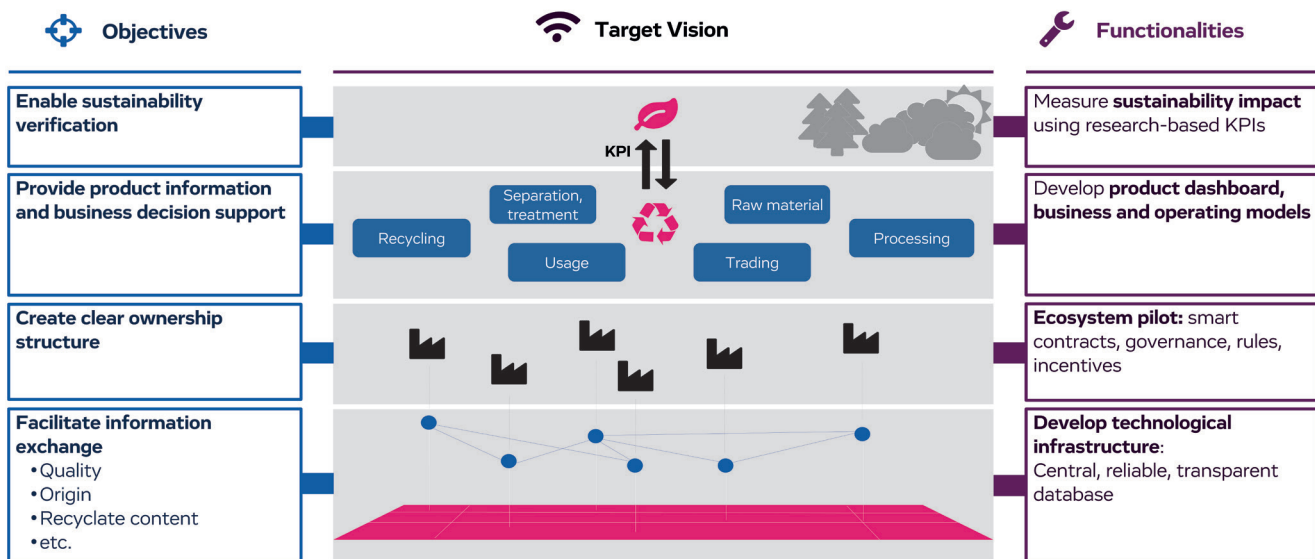 Objectives
Target Vision
Functionalities
Enable sustainability
verification
KPI
Measure sustainability impact
using research-based KPIs
Provide product information
and business decision support
Separation,
treatment
Raw material
Recycling
Processing
Usage
Trading
Develop product dashboard,
business and operating models
Create clear ownership
structure
Ecosystem pilot: smart
contracts, governance, rules,
incentives
Facilitate information
exchange
•Quality
•Origin
•Recyclate content
•etc.
Develop technological
infrastructure:
Central, reliable, transparent
database